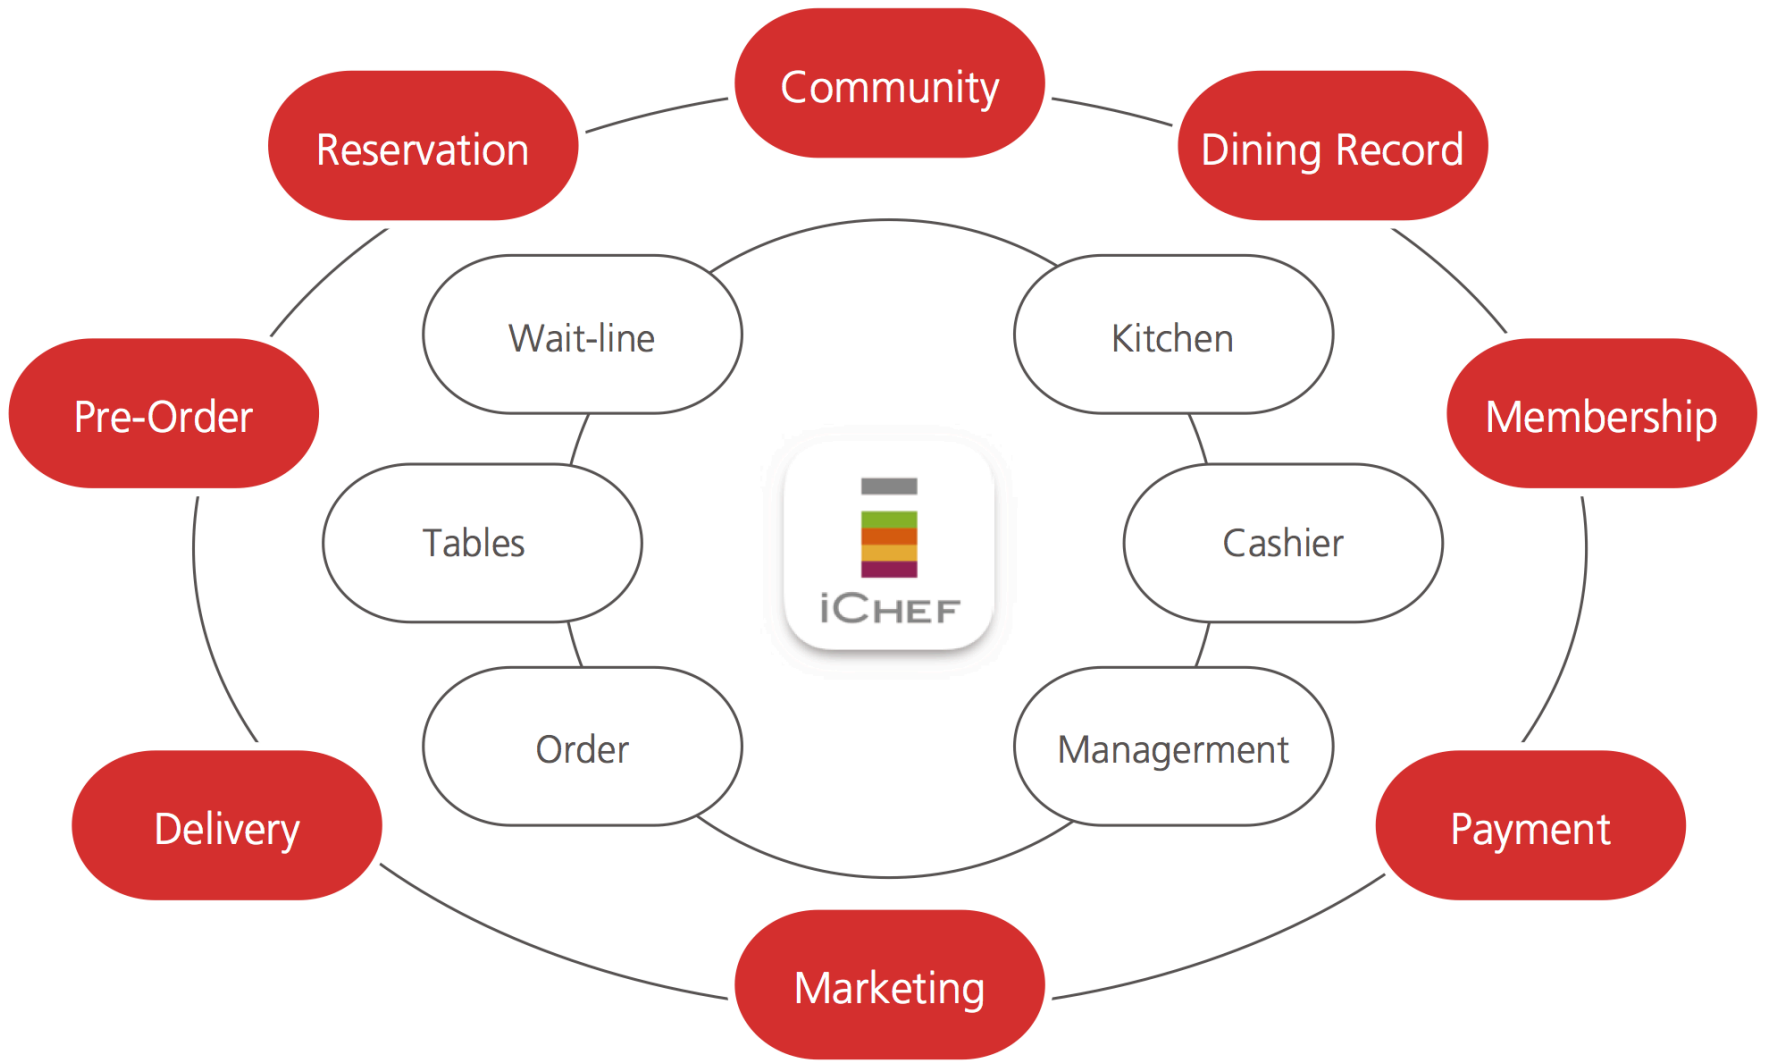 Community
Reservation
Dining Record
Wait-line
Kitchen
Pre-Order
Membership
Tables
Cashier
iCHEF
Order
Managerment
Delivery
Payment
Marketing